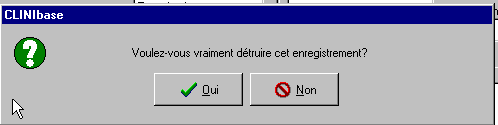 CLINIbase
Voulez-vous vraiment détruire cet enregistrement?
Oui
Non